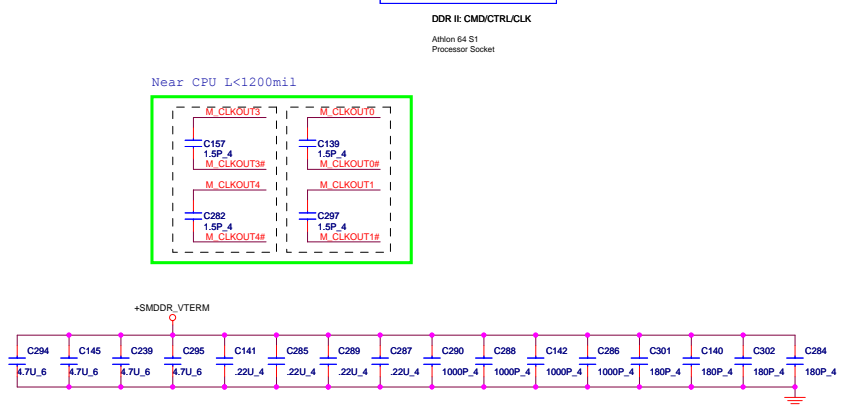 DDR II: CMD/CTRL/CLK
Athlon 64 S1
Processor Socket
Near CPU L<1200mil
M_CLKOUT3
M_CLKOUT0
C157
C139
1.5P_4
1.5P_4
M_CLKOUT3#
M_CLKOUT0#
M_CLKOUT4
M_CLKOUT1
C282
C297
1.5P_4
1.5P_4
M_CLKOUT4#
M_CLKOUT1#
+SMDDR_VTERM
C294 C145 C239 C295 C141 C285 C289 C287 C290 C288 C142 C286 C301 C140 C302 C284
4.7U_6 4.7U_6 4.7U_6 4.7U_6 .22U_4 .22U_4 .22U_4 .22U_4 1000P_4 1000P_4 1000P_4 1000P_4 180P_4 180P_4 180P_4 180P_4